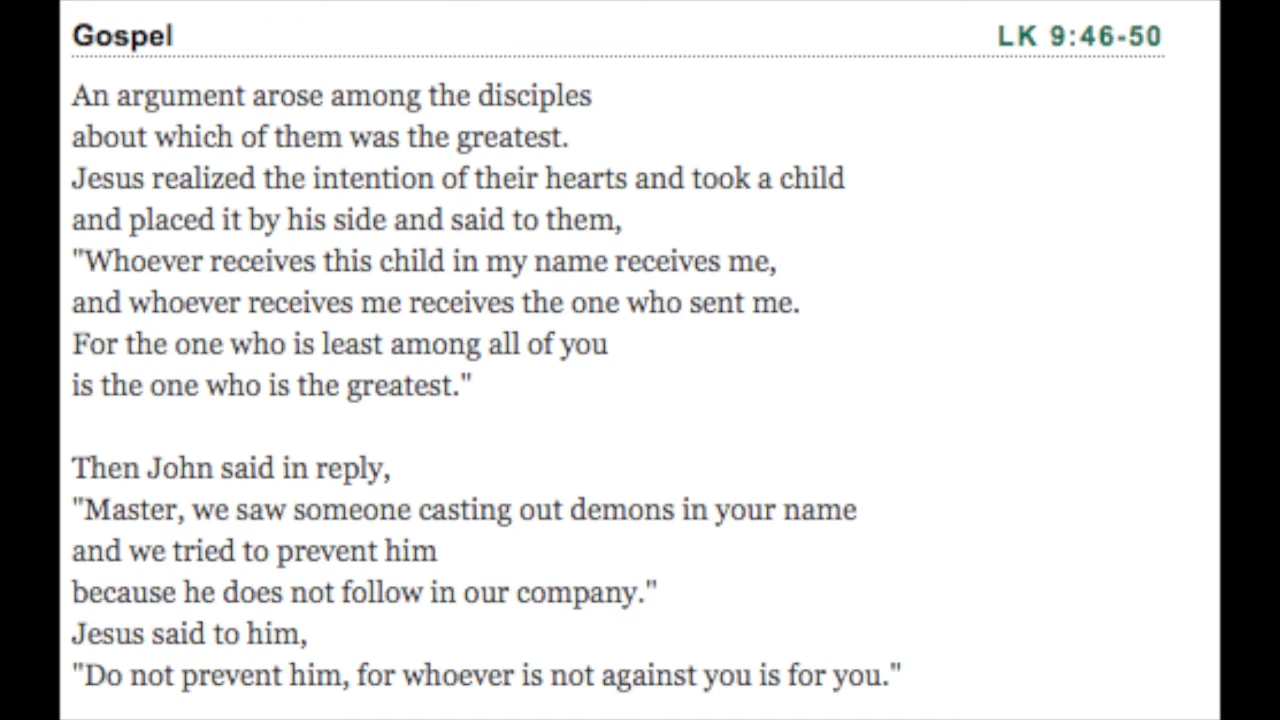 Gospel LK 9:46-50
An argument arose among the disciples
about which of them was the greatest.
Jesus realized the intention of their hearts and took a child
and placed it by his side and said to them,
"Whoever receives this child in my name receives me,
and whoever receives me receives the one who sent me.
For the one who is least among all of you
is the one who is the greatest."
Then John said in reply,
"Master, we saw someone casting out demons in your name
and we tried to prevent him
because he does not follow in our company."
Jesus said to him,
"Do not prevent him, for whoever is not against you is for you."